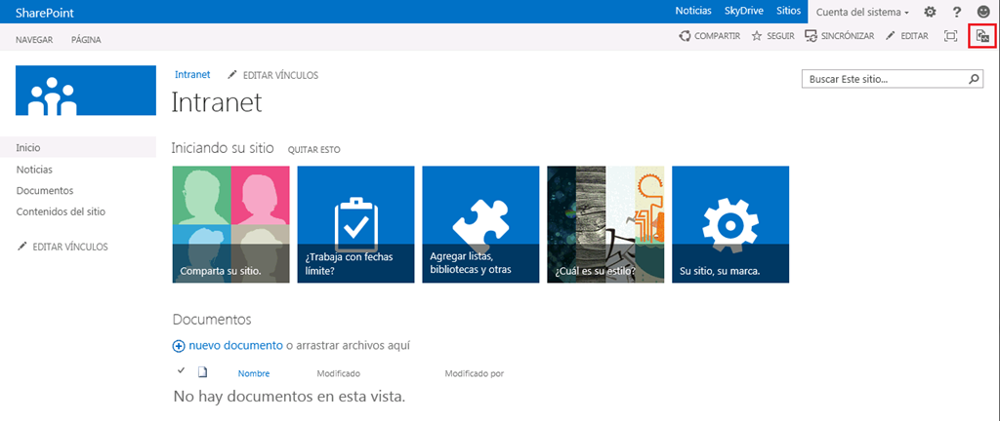 SharePoint
Noticias SkyDrive Sitios Cuenta del sistema ?
NAVEGAR PÁGINA COMPARTIR SEGUIR SINCRÓNIZAR EDITAR
Intranet EDITAR VÍNCULOS
Buscar Este sitio...
Intranet
Inicio
Noticias
Documentos
Contenidos del sitio
EDITAR VÍNCULOS
Iniciando su sitio QUITAR ESTO
Comparta su sitio.
¿Trabaja con fechas
límite?
Agregar listas,
bibliotecas y otras
¿Cuál es su estilo?
Su sitio, su marca.
Documentos
nuevo documento o arrastrar archivos aquí
Nombre Modificado Modificado por
No hay documentos en esta vista.